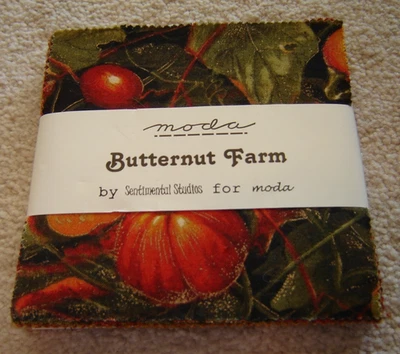 moda
Butternut Farm
by Sentimental Studios for moda